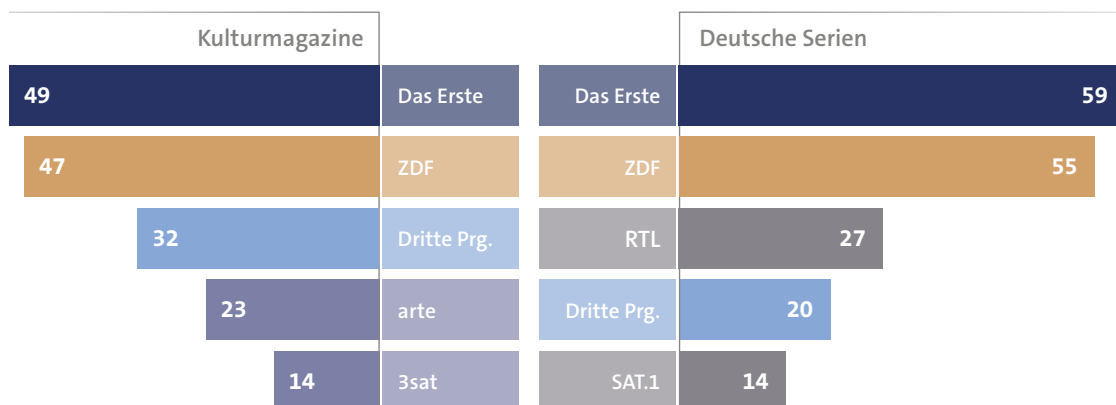 Kulturmagazine
49 Das Erste
47 ZDF
32 Dritte Prg.
23 arte
14 3sat
Deutsche Serien
Das Erste 59
ZDF 55
RTL 27
Dritte Prg. 20
SAT.1 14